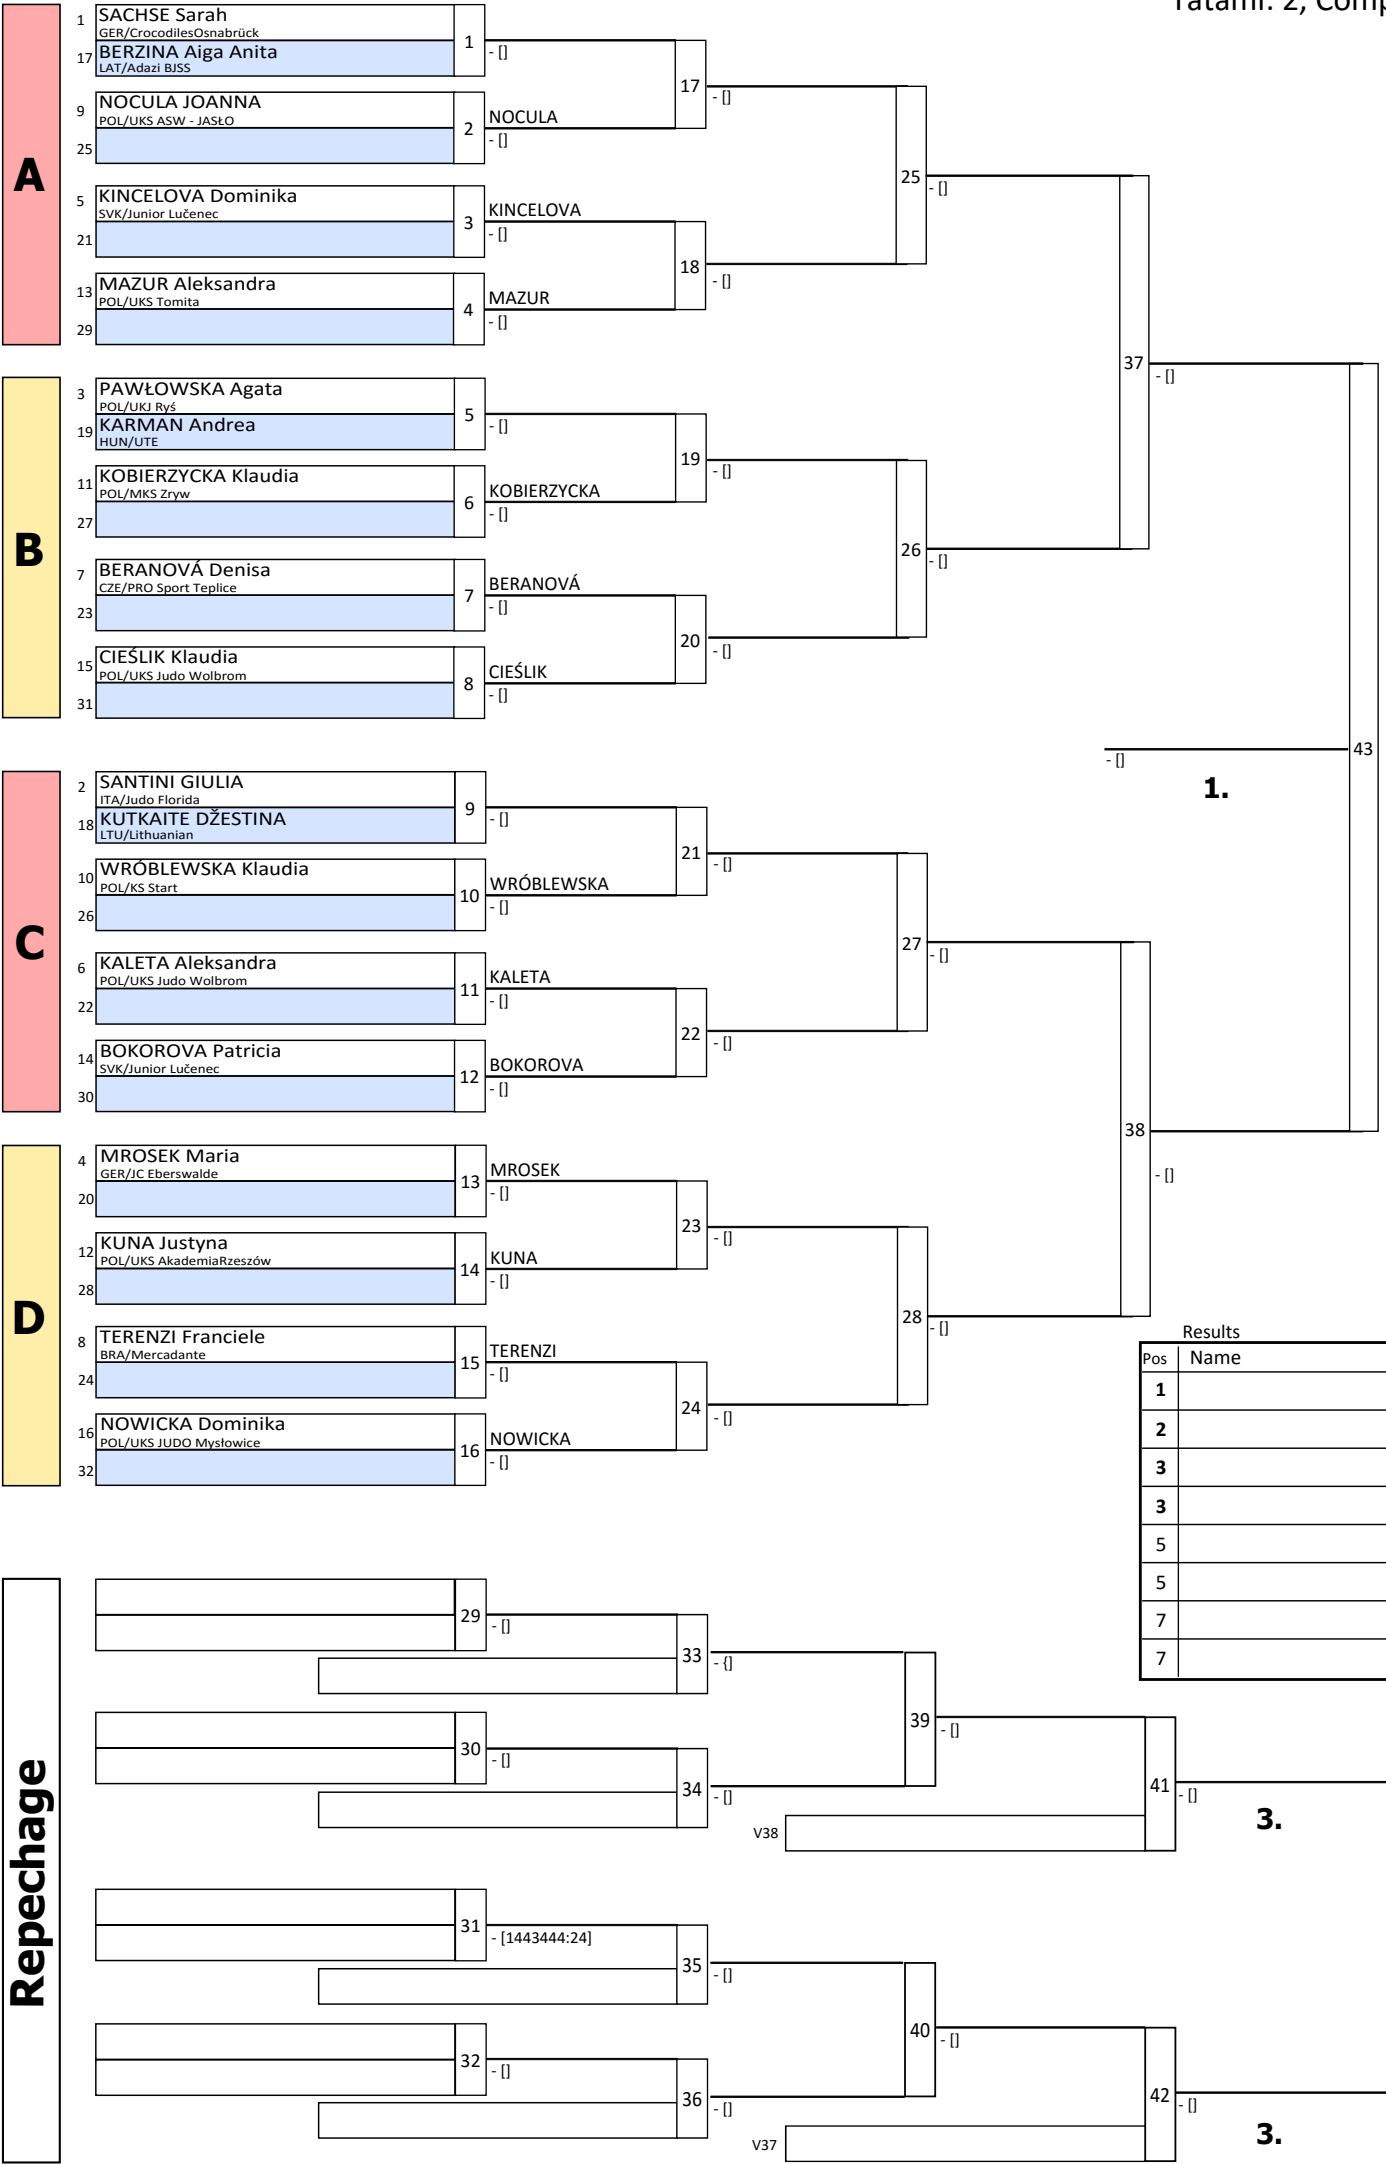 Tatami: 2, Comp
A
1 SACHSE Sarah
GER/CrocodilesOsnabrück
17 BERZINA Aiga Anita
LAT/Adazi BJSS
1
- []
9 NOCULA JOANNA
POL/UKS ASW - JASŁO
25
2 NOCULA
- []
17
- []
5 KINCELOVA Dominika
SVK/Junior Lučenec
21
3 KINCELOVA
- []
13 MAZUR Aleksandra
POL/UKS Tomita
29
4 MAZUR
- []
18
- []
25
- []
B
3 PAWŁOWSKA Agata
POL/UKJ Ryś
19 KARMAN Andrea
HUN/UTE
5
- []
11 KOBIERZYCKA Klaudia
POL/MKS Zryw
27
6 KOBIERZYCKA
- []
19
- []
7 BERANOVÁ Denisa
CZE/PRO Sport Teplice
23
7 BERANOVÁ
- []
15 CIEŚLIK Klaudia
POL/UKS Judo Wolbrom
31
8 CIEŚLIK
- []
20
- []
26
- []
37
- []
43
- []
1.
C
2 SANTINI GIULIA
ITA/Judo Florida
18 KUTKAITE DŽESTINA
LTU/Lithuanian
9
- []
10 WRÓBLEWSKA Klaudia
POL/KS Start
26
10 WRÓBLEWSKA
- []
21
- []
6 KALETA Aleksandra
POL/UKS Judo Wolbrom
22
11 KALETA
- []
14 BOKOROVA Patricia
SVK/Junior Lučenec
30
12 BOKOROVA
- []
22
- []
27
- []
D
4 MROSEK Maria
GER/JC Eberswalde
20
13 MROSEK
- []
12 KUNA Justyna
POL/UKS AkademiaRzeszów
28
14 KUNA
- []
23
- []
8 TERENZI Franciele
BRA/Mercadante
24
15 TERENZI
- []
16 NOWICKA Dominika
POL/UKS JUDO Mysłowice
32
16 NOWICKA
- []
24
- []
28
- []
38
- []
Results
Pos Name
1
2
3
3
5
5
7
7
Repechage
29
- []
33
- {]
30
- []
34
- []
39
- []
V38
41
- []
3.
31
- [1443444:24]
35
- []
32
- []
36
- []
40
- []
V37
42
- []
3.